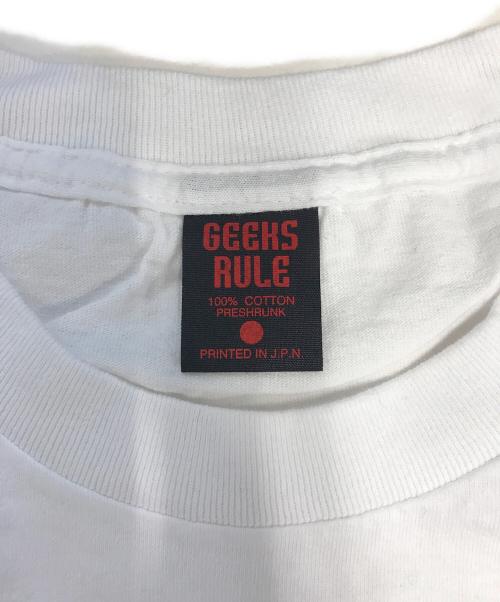 GEEKS
RULE
100% COTTON
PRESHRUNK
PRINTED IN J.P.N.